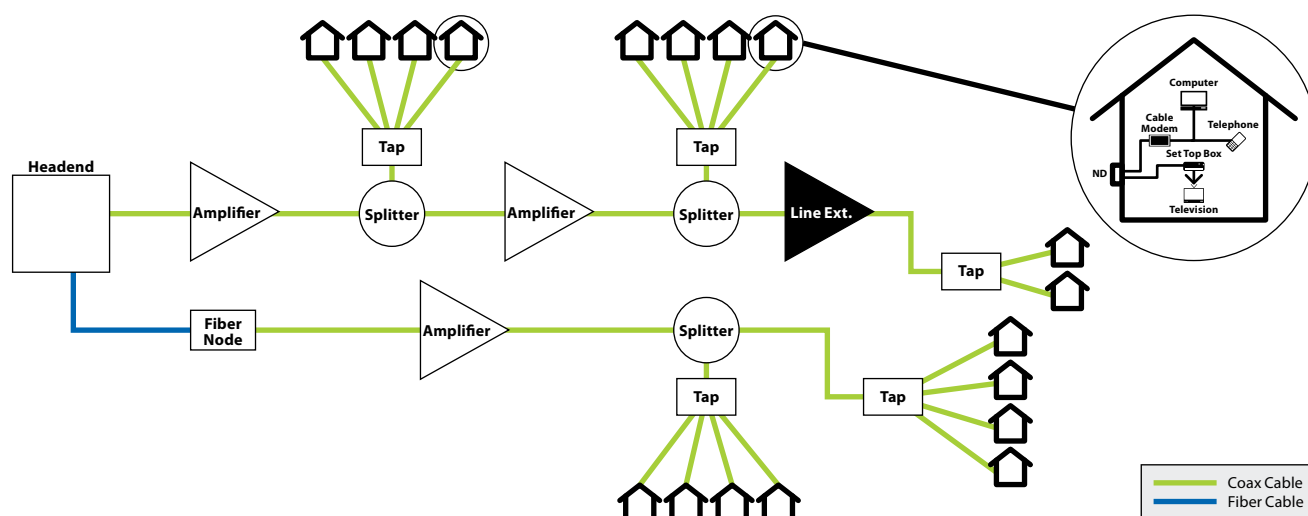 Headend
Amplifier
Tap
Splitter
Amplifier
Tap
Splitter
Line Ext.
Tap
Computer
Cable
Modem
Telephone
Set Top Box
ND
Television
Fiber
Node
Amplifier
Splitter
Tap
Tap
Coax Cable
Fiber Cable